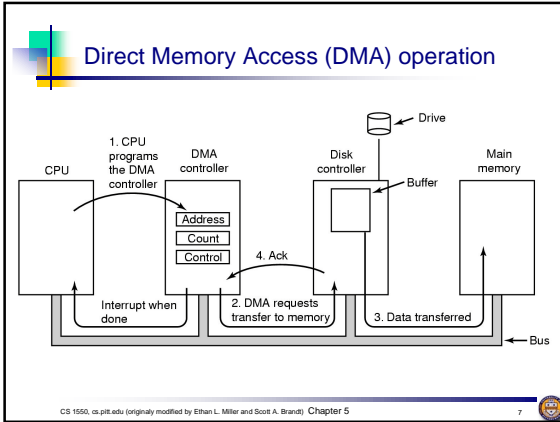 Direct Memory Access (DMA) operation
Drive
1. CPU
programs
the DMA
controller
CPU
DMA
controller
Disk
controller
Main
memory
Buffer
Address
Count
Control
4. Ack
Interrupt when
done
2. DMA requests
transfer to memory
3. Data transferred
Bus
CS 1550, cs.pitt.edu (originaly modified by Ethan L. Miller and Scott A. Brandt) Chapter 5
7